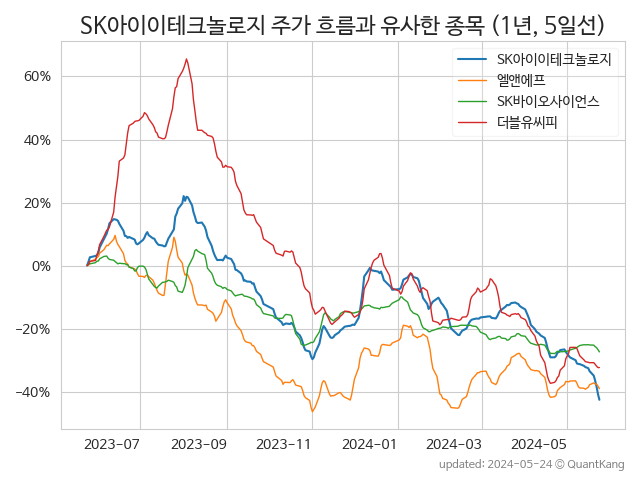 SK아이이테크놀로지 주가 흐름과 유사한 종목 (1년, 5일선)
SK아이이테크놀로지
엘앤에프
SK바이오사이언스
더블유씨피
60%
40%
20%
0%
−20%
−40%
2023-07
2023-09
2023-11
2024-01
2024-03
2024-05
updated: 2024-05-24 © QuantKang